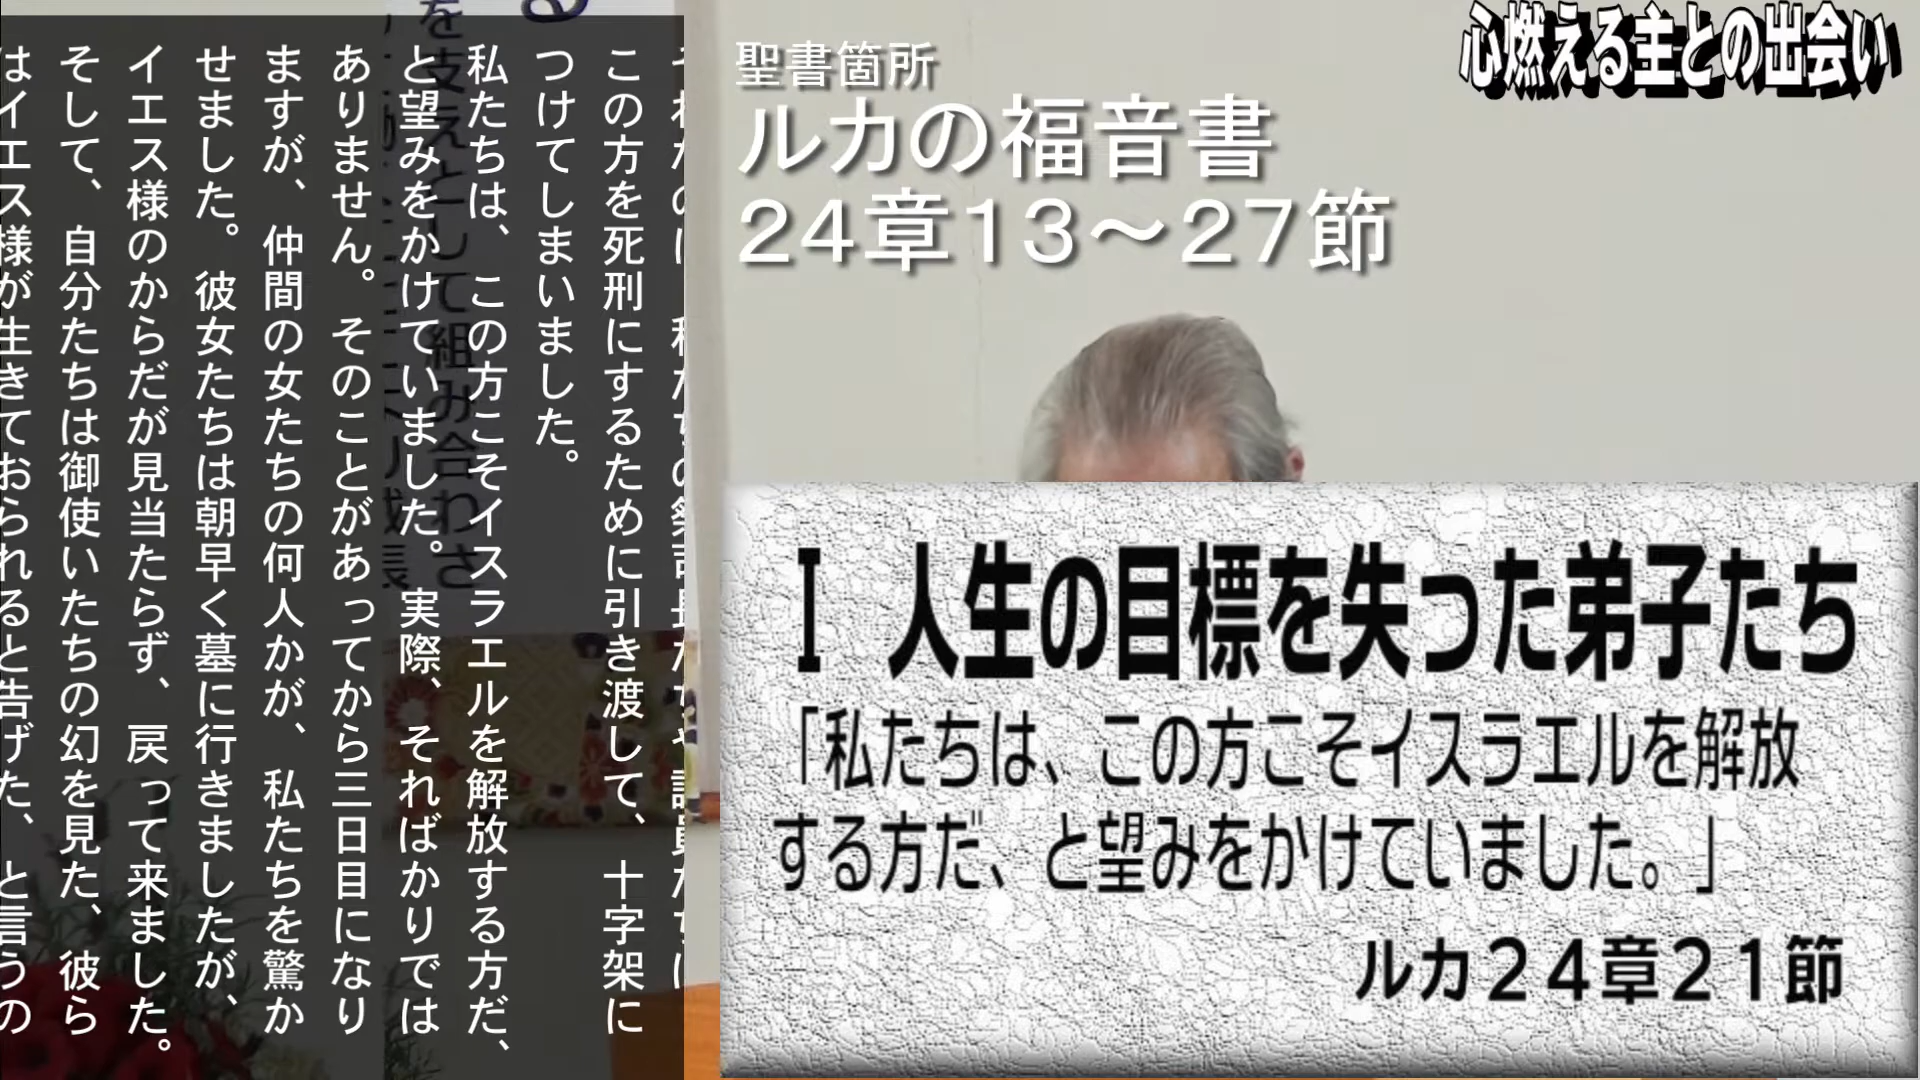 心燃える主との出会い
聖書箇所
ルカの福音書
２４章１３～２７節
この方を死刑にするために引き渡して、十字架に
つけてしまいました。
私たちは、この方こそイスラエルを解放する方だ、
と望みをかけていました。実際、そればかりでは
ありません。そのことがあってから三日目になり
ますが、仲間の女たちの何人かが、私たちを驚か
せました。彼女たちは朝早く墓に行きましたが、
イエス様のからだが見当たらず、戻って来ました。
そして、自分たちは御使いたちの幻を見た、彼ら
はイエス様が生きておられると告げた、と言うの
Ⅰ 人生の目標を失った弟子たち
「私たちは、この方こそイスラエルを解放
する方だ、と望みをかけていました。」
ルカ２４章２１節
を支えとして組み合わさ